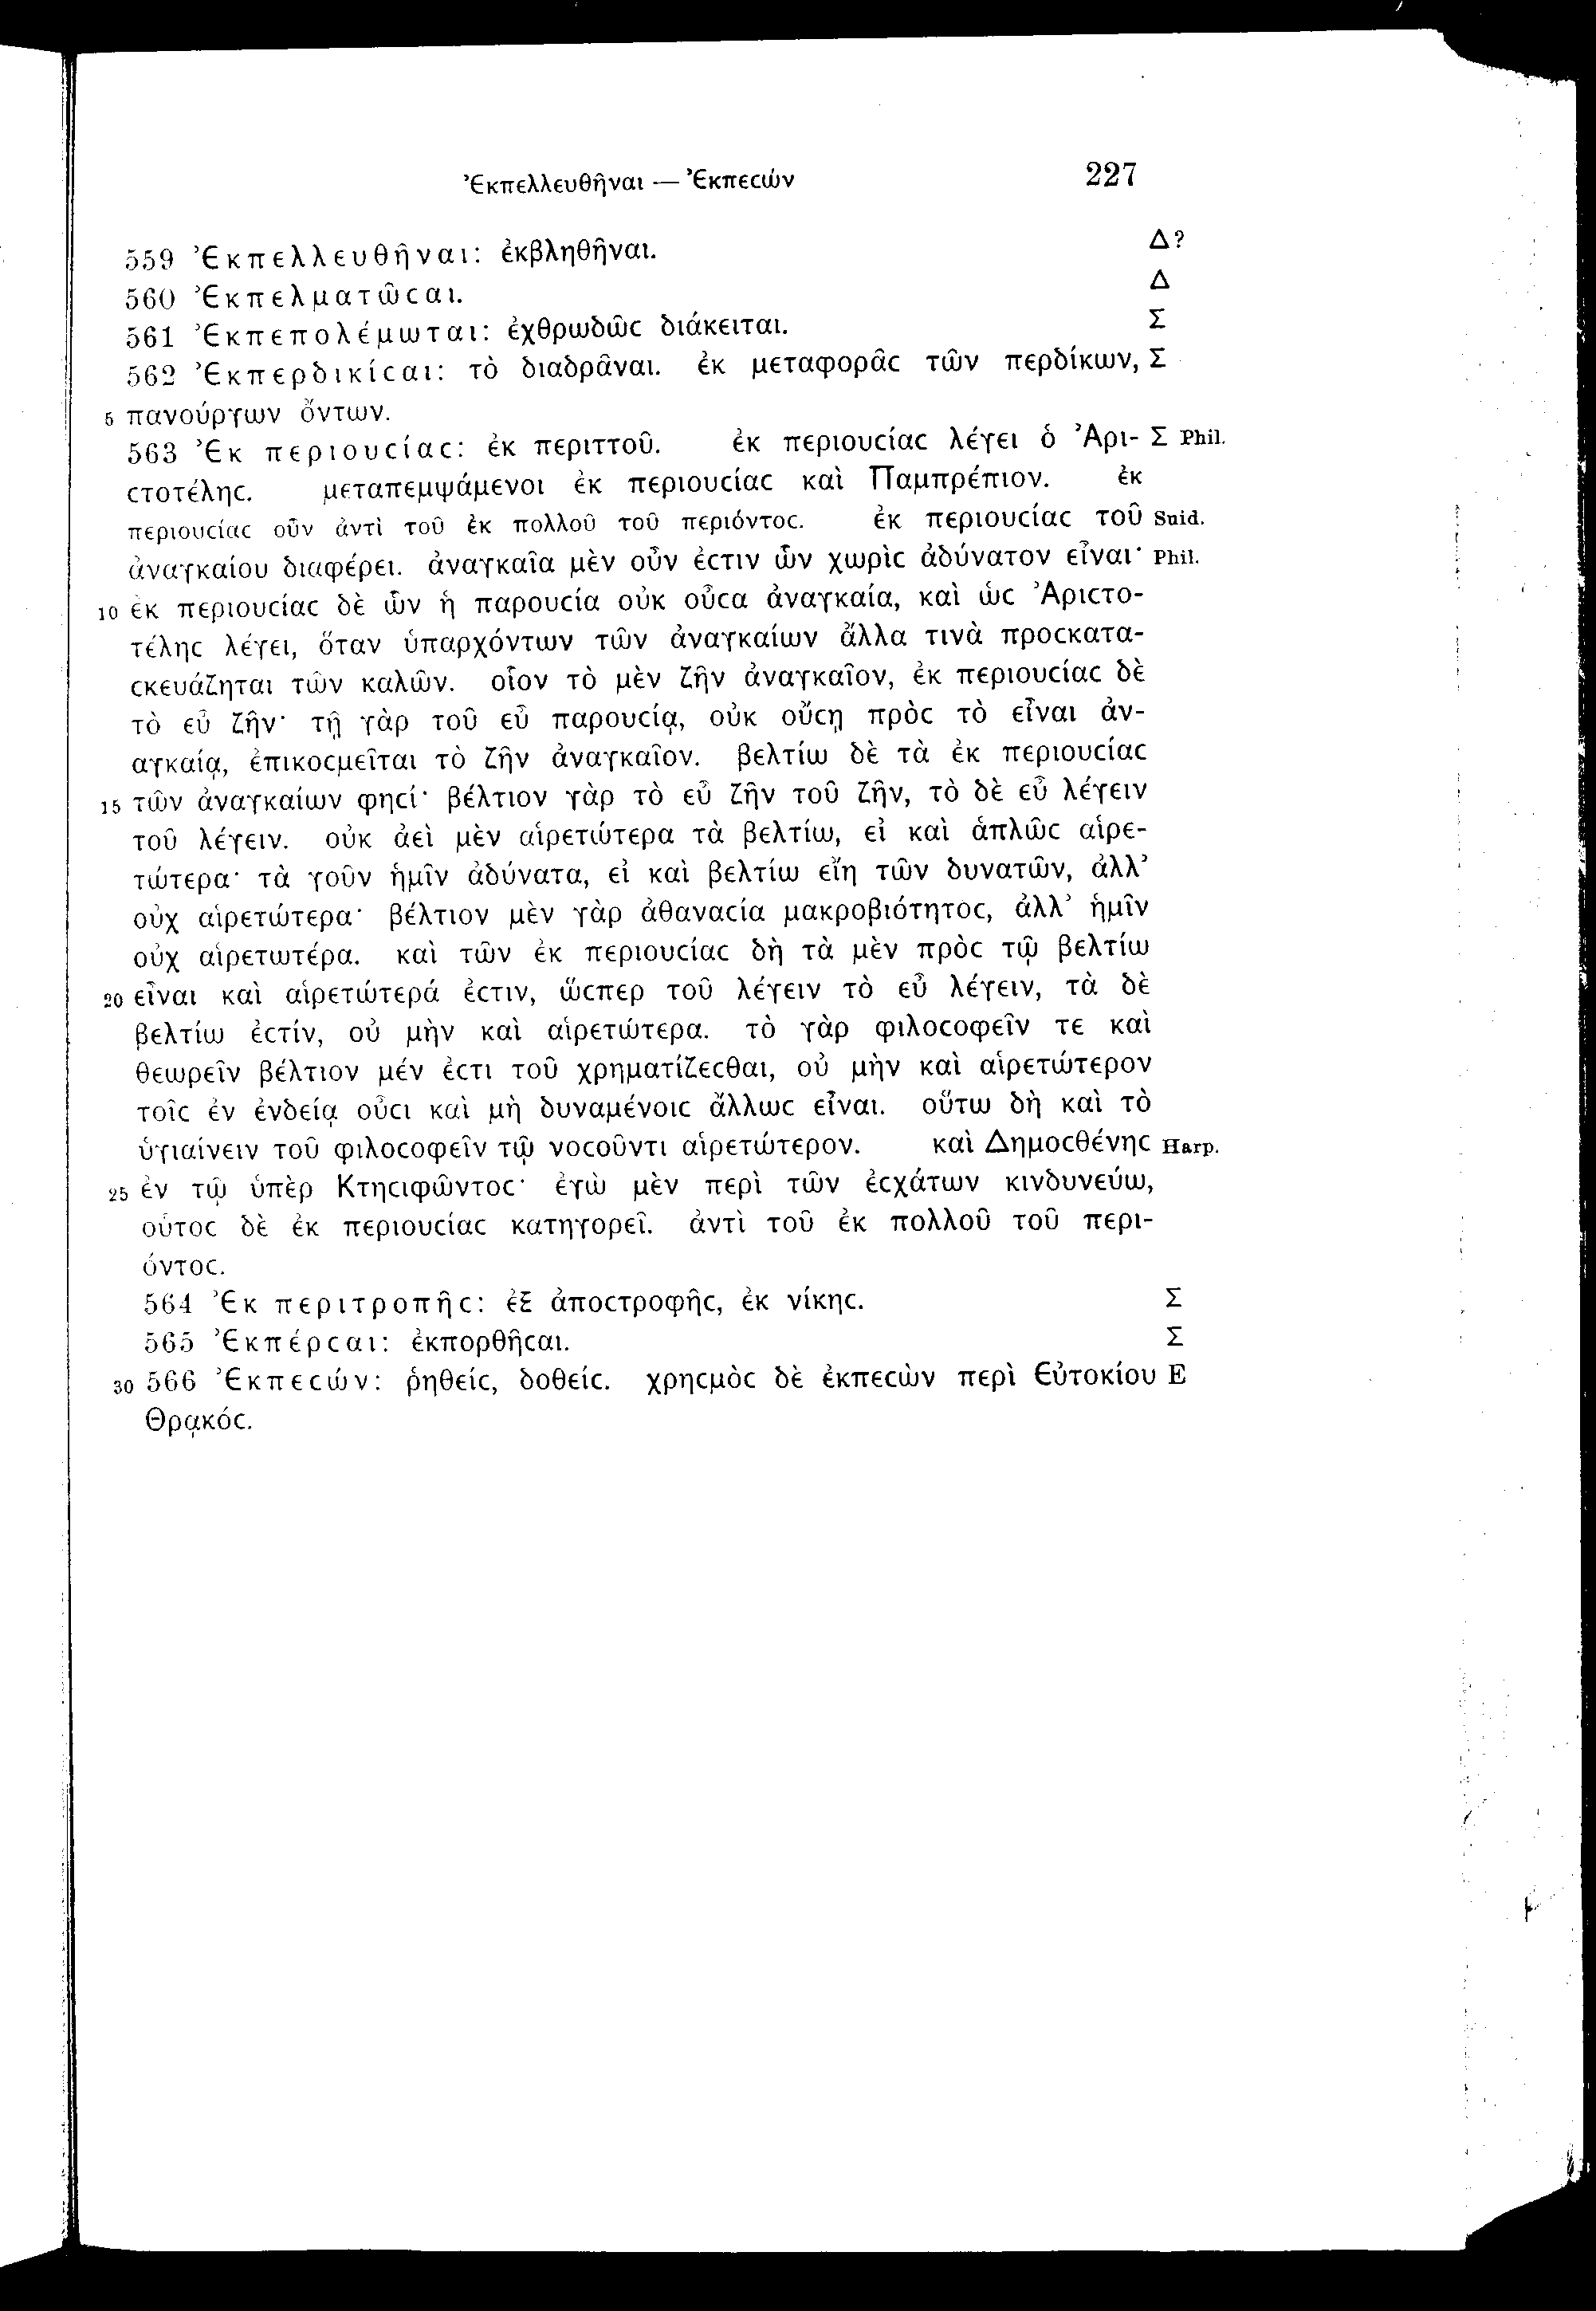 Ἐκπελλευθῆναι — Ἐκπεϲών 227
559 Ἐκπελλευθῆναι: ἐκβληθῆναι. Δ?
560 Ἐκπελματῶϲαι. Δ
561 Ἐκπεπολέμωται: ἐχθρωδῶϲ διάκειται. Σ
562 Ἐκπερδικίϲαι: τὸ διαδρᾶναι. ἐκ μεταφορᾶϲ τῶν περδίκων, Σ
5 πανούργων ὄντων.
563 Ἐκ περιουϲίαϲ: ἐκ περιττοῦ. ἐκ περιουϲίαϲ λέγει ὁ Ἀρι- Σ Phil.
ϲτοτέληϲ. μεταπεμψάμενοι ἐκ περιουϲίαϲ καὶ Παμπρέπιον. ἐκ
περιουϲίαϲ οὖν ἀντὶ τοῦ ἐκ πολλοῦ τοῦ περιόντοϲ. ἐκ περιουϲίαϲ τοῦ Suid.
ἀναγκαίου διαφέρει. ἀναγκαῖα μὲν οὖν ἐϲτιν ὧν χωρὶϲ ἀδύνατον εἶναι· Phil.
10 ἐκ περιουϲίαϲ δὲ ὧν ἡ παρουϲία οὐκ οὖϲα ἀναγκαία, καὶ ὡϲ Ἀριϲτο-
τέληϲ λέγει, ὅταν ὑπαρχόντων τῶν ἀναγκαίων ἄλλα τινὰ προϲκατα-
ϲκευάζηται τῶν καλῶν. οἷον τὸ μὲν ζῆν ἀναγκαῖον, ἐκ περιουϲίαϲ δὲ
τὸ εὖ ζῆν· τῇ γὰρ τοῦ εὖ παρουϲίᾳ, οὐκ οὔϲῃ πρὸϲ τὸ εἶναι ἀν-
αγκαίᾳ, ἐπικοϲμεῖται τὸ ζῆν ἀναγκαῖον. βελτίω δὲ τὰ ἐκ περιουϲίαϲ
15 τῶν ἀναγκαίων φηϲί· βέλτιον γὰρ τὸ εὖ ζῆν τοῦ ζῆν, τὸ δὲ εὖ λέγειν
τοῦ λέγειν. οὐκ ἀεὶ μὲν αἱρετώτερα τὰ βελτίω, εἰ καὶ ἁπλῶϲ αἱρε-
τώτερα· τὰ γοῦν ἡμῖν ἀδύνατα, εἰ καὶ βελτίω εἴη τῶν δυνατῶν, ἀλλ’
οὐχ αἱρετώτερα· βέλτιον μὲν γὰρ ἀθαναϲία μακροβιότητοϲ, ἀλλ’ ἡμῖν
οὐχ αἱρετωτέρα. καὶ τῶν ἐκ περιουϲίαϲ δὴ τὰ μὲν πρὸϲ τῷ βελτίω
20 εἶναι καὶ αἱρετώτερά ἐϲτιν, ὥϲπερ τοῦ λέγειν τὸ εὖ λέγειν, τὰ δὲ
βελτίω ἐϲτίν, οὐ μὴν καὶ αἱρετώτερα. τὸ γὰρ φιλοϲοφεῖν τε καὶ
θεωρεῖν βέλτιον μέν ἐϲτι τοῦ χρηματίζεϲθαι, οὐ μὴν καὶ αἱρετώτερον
τοῖϲ ἐν ἐνδείᾳ οὖϲι καὶ μὴ δυναμένοιϲ ἄλλωϲ εἶναι. οὕτω δὴ καὶ τὸ
ὑγιαίνειν τοῦ φιλοϲοφεῖν τῷ νοϲοῦντι αἱρετώτερον. καὶ Δημοϲθένηϲ Harp.
25 ἐν τῷ ὑπὲρ Κτηϲιφῶντοϲ· ἐγὼ μὲν περὶ τῶν ἐϲχάτων κινδυνεύω,
οὗτοϲ δὲ ἐκ περιουϲίαϲ κατηγορεῖ. ἀντὶ τοῦ ἐκ πολλοῦ τοῦ περι-
όντοϲ.
564 Ἐκ περιτροπῆϲ: ἐξ ἀποϲτροφῆϲ, ἐκ νίκηϲ. Σ
565 Ἐκπέρϲαι: ἐκπορθῆϲαι. Σ
30 566 Ἐκπεϲών: ῥηθείϲ, δοθείϲ. χρηϲμὸϲ δὲ ἐκπεϲὼν περὶ Εὐτοκίου E
Θρᾳκόϲ.